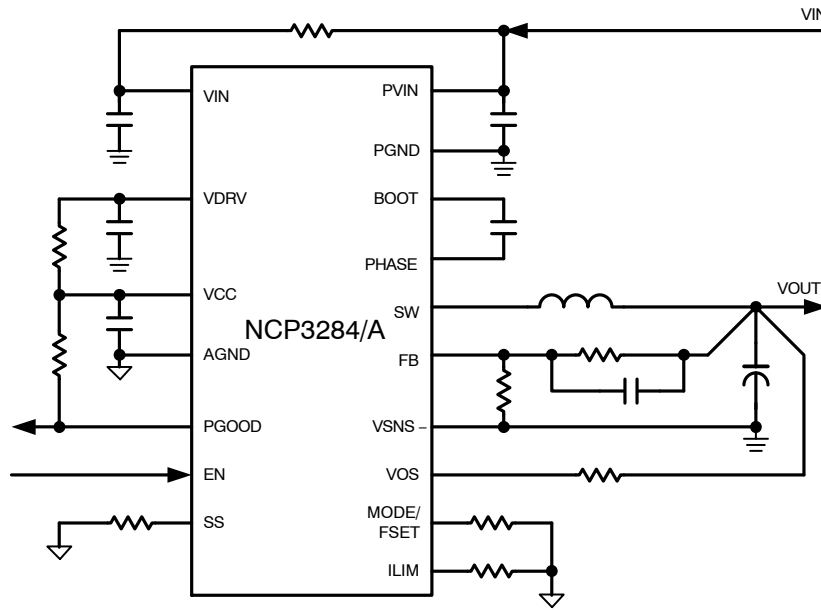 VIN
VIN
PVIN
PGND
VDRV
BOOT
PHASE
VCC
SW
VOUT
NCP3284/A
AGND
FB
PGOOD
VSNS –
EN
VOS
SS
MODE/
FSET
ILIM